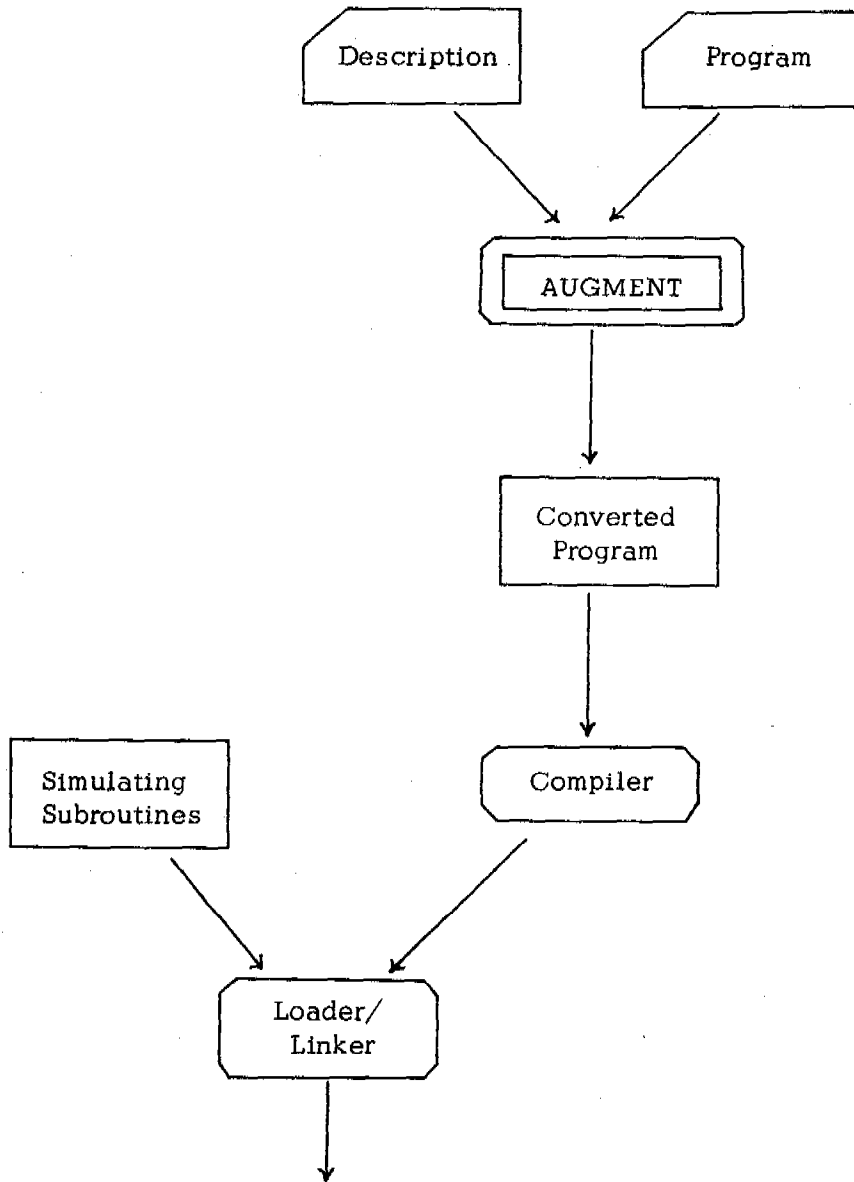 Description
Program
AUGMENT
Converted
Program
Simulating
Subroutines
Compiler
Loader/
Linker